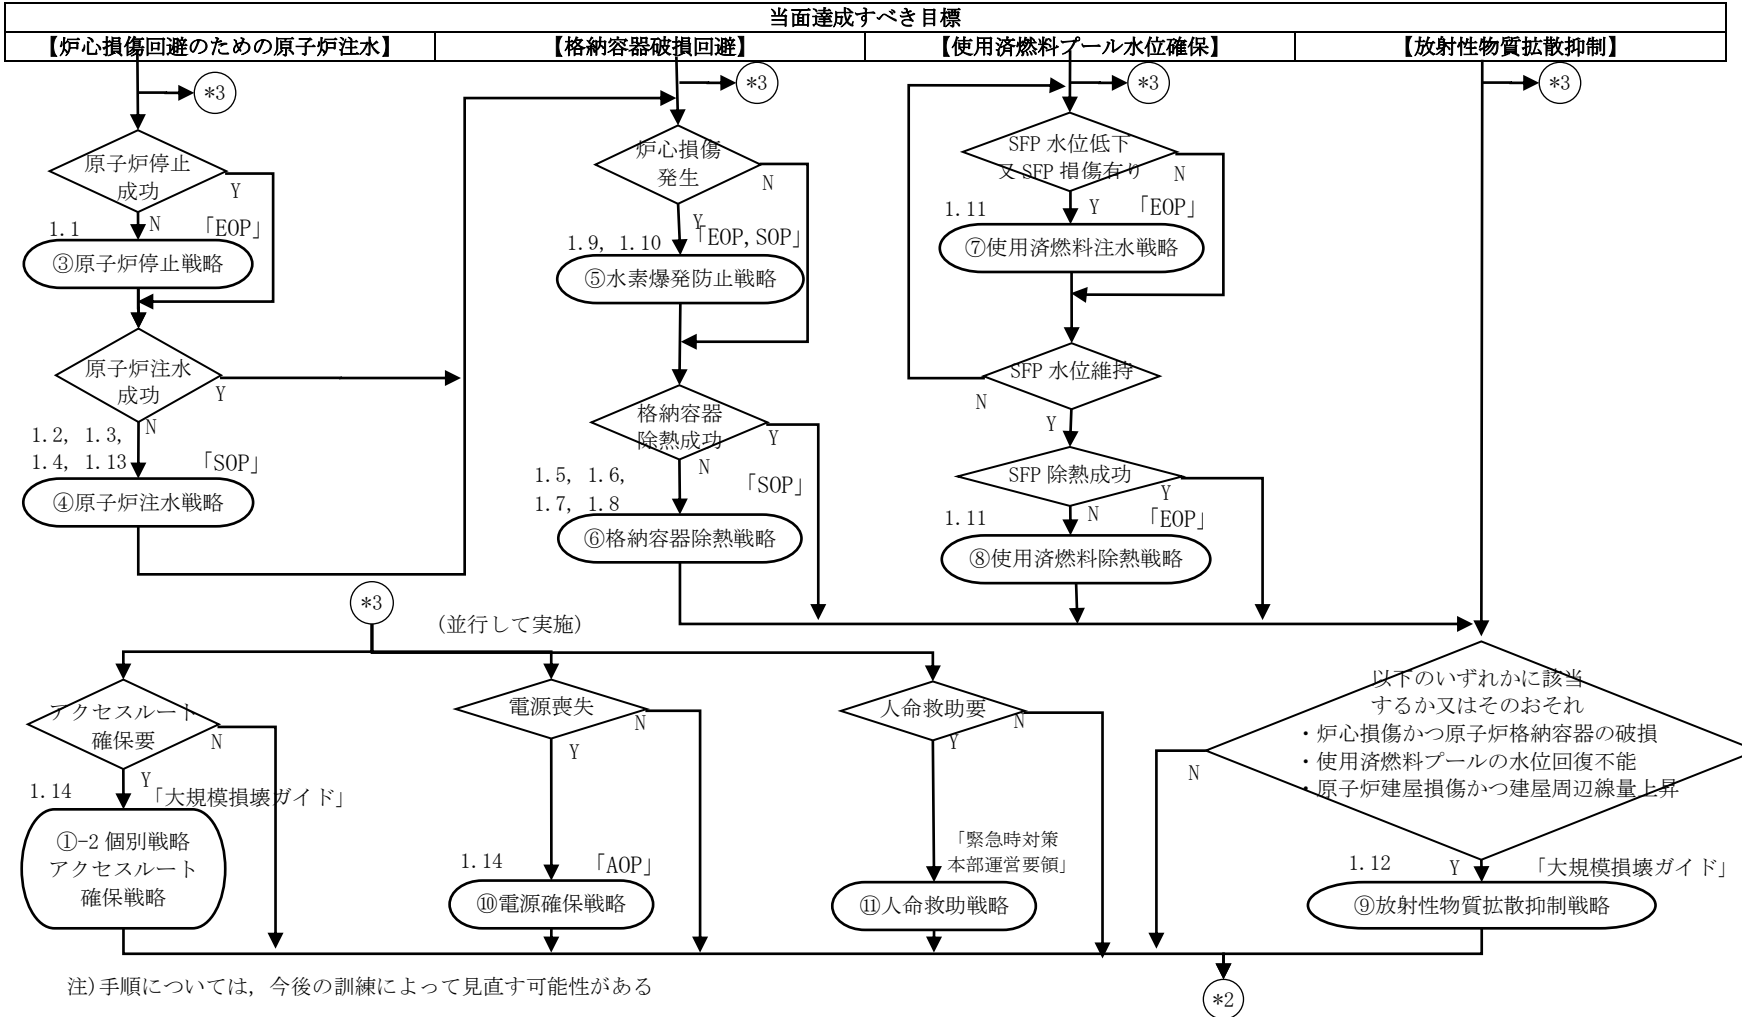 当面達成すべき目標
【炉心損傷回避のための原子炉注水】
【格納容器破損回避】
【使用済燃料プール水位確保】
【放射性物質拡散抑制】
*3
*3
*3
*3
原子炉停止
成功
Y
N
1.1
「EOP」
③原子炉停止戦略
原子炉注水
成功
Y
N
1.2, 1.3,
1.4, 1.13
「SOP」
④原子炉注水戦略
炉心損傷
発生
N
Y
1.9, 1.10
「EOP,SOP」
⑤水素爆発防止戦略
格納容器
除熱成功
Y
N
1.5, 1.6,
1.7, 1.8
「SOP」
⑥格納容器除熱戦略
SFP 水位低下
又 SFP 損傷有り
N
Y
1.11
「EOP」
⑦使用済燃料注水戦略
SFP 水位維持
N
Y
SFP 除熱成功
Y
N
1.11
「EOP」
⑧使用済燃料除熱戦略
*3
(並行して実施)
アクセスルート
確保要
N
Y
1.14
「大規模損壊ガイド」
①-2 個別戦略
アクセスルート
確保戦略
電源喪失
N
Y
1.14
「AOP」
⑩電源確保戦略
人命救助要
N
Y
「緊急時対策
本部運営要領」
⑪人命救助戦略
以下のいずれかに該当
するか又はそのおそれ
・炉心損傷かつ原子炉格納容器の破損
・使用済燃料プールの水位回復不能
・原子炉建屋損傷かつ建屋周辺線量上昇
N
Y
1.12
「大規模損壊ガイド」
⑨放射性物質拡散抑制戦略
注)手順については，今後の訓練によって見直す可能性がある
*2